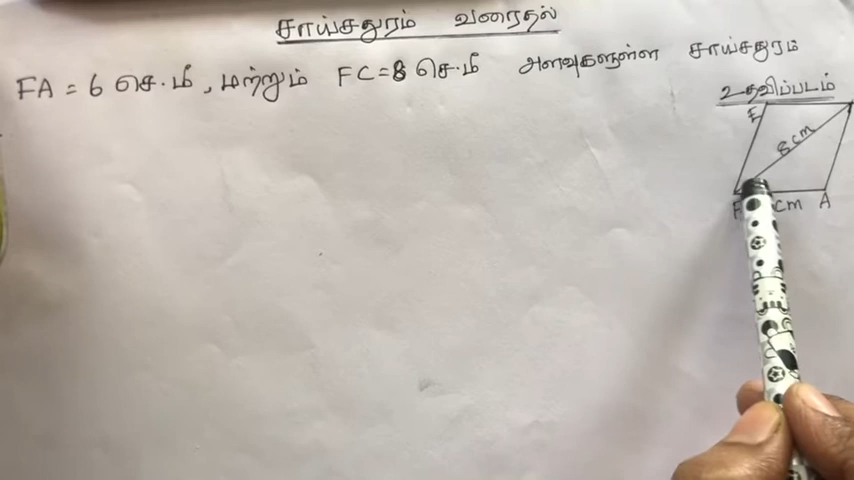 சாய்சதுரம் வரைதல்
FA = 6 செ.மீ, மற்றும் FC = 8 செ.மீ அளவுகளுள்ள சாய்சதுரம்
உதவிப்படம்
E
8cm
F cm A